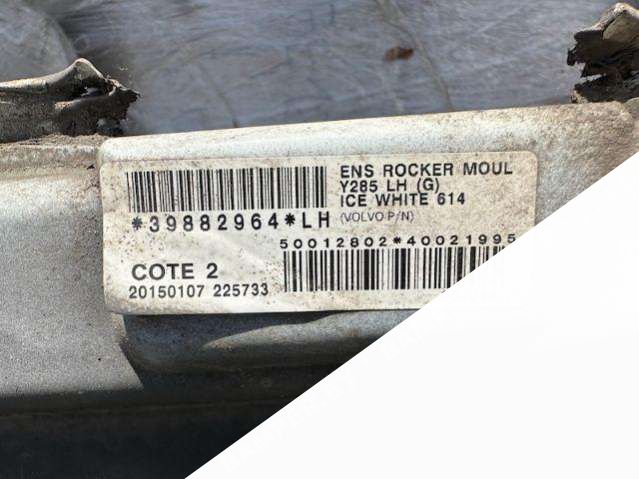 ENS ROCKER MOUL
Y285 LH (G)
ICE WHITE 614
*39882964*LH (VOLVO P/N)
50012802*40021995
COTE 2
20150107 225733